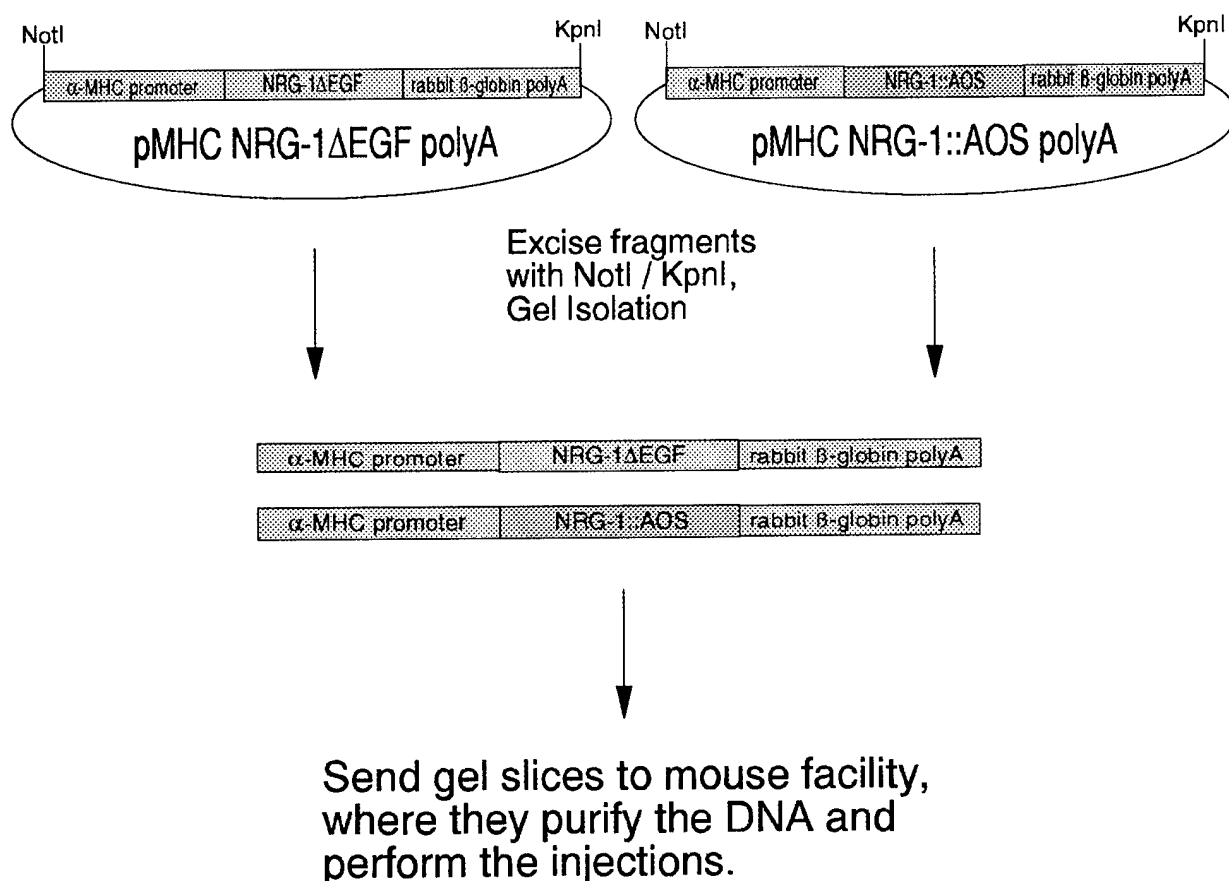 NotI
KpnI
α-MHC promoter
NRG-1ΔEGF
rabbit β-globin polyA
pMHC NRG-1ΔEGF polyA
NotI
KpnI
α-MHC promoter
NRG-1::AOS
rabbit β-globin polyA
pMHC NRG-1::AOS polyA
Excise fragments
with NotI / KpnI,
Gel Isolation
α-MHC promoter
NRG-1ΔEGF
rabbit β-globin polyA
α-MHC promoter
NRG-1::AOS
rabbit β-globin polyA
Send gel slices to mouse facility,
where they purify the DNA and
perform the injections.